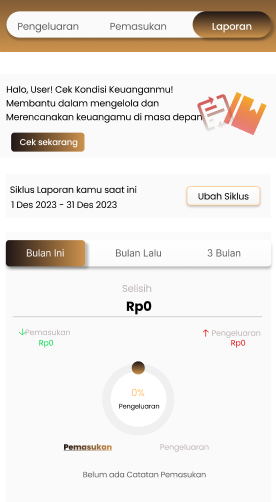 Pengeluaran Pemasukan Laporan
Halo, User! Cek Kondisi Keuanganmu!
Membantu dalam mengelola dan
Merencanakan keuangamu di masa depan
Cek sekarang
Siklus Laporan kamu saat ini
1 Des 2023 - 31 Des 2023
Ubah Siklus
Bulan Ini Bulan Lalu 3 Bulan
Selisih
Rp0
Pemasukan Pengeluaran
Rp0 Rp0
0%
Pengeluaran
Pemasukan Pengeluaran
Belum ada Catatan Pemasukan